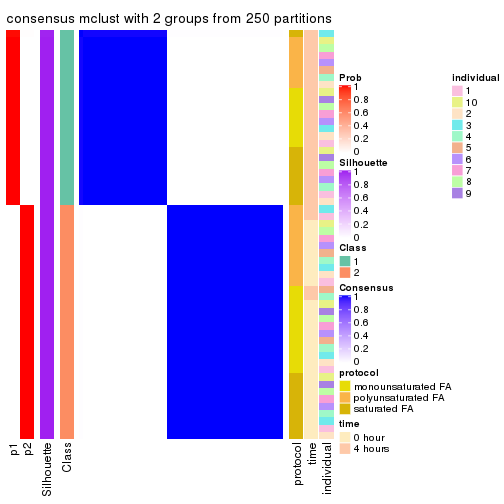 consensus mclust with 2 groups from 250 partitions
p1
p2
Silhouette
Class
protocol
time
individual
Prob
1
0.8
0.6
0.4
0.2
0
Silhouette
1
0.8
0.6
0.4
0.2
0
Class
1
2
Consensus
1
0.8
0.6
0.4
0.2
0
protocol
monounsaturated FA
polyunsaturated FA
saturated FA
time
0 hour
4 hours
individual
1
10
2
3
4
5
6
7
8
9